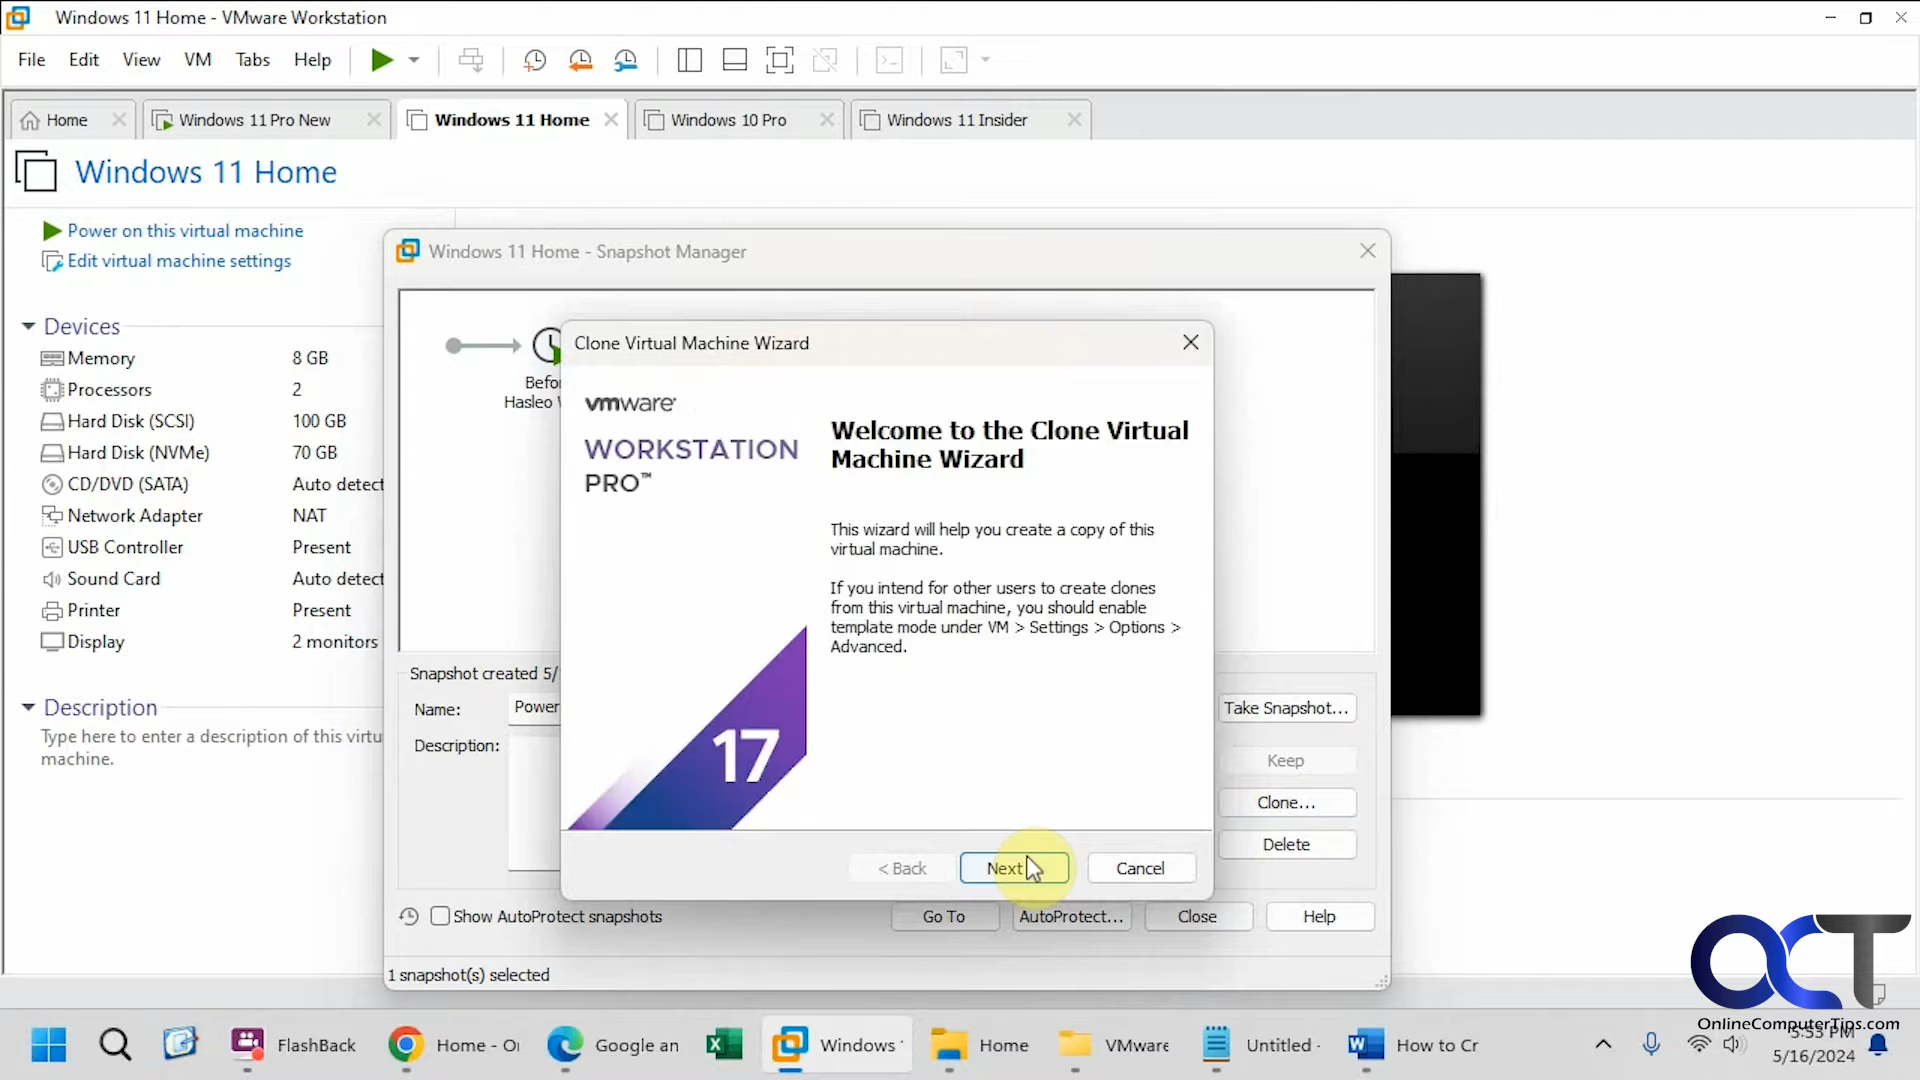 Windows 11 Home - VMware Workstation
File Edit View VM Tabs Help
Home Windows 11 Pro New Windows 11 Home Windows 10 Pro Windows 11 Insider
Windows 11 Home
Power on this virtual machine
Edit virtual machine settings
Devices
Memory 8 GB
Processors 2
Hard Disk (SCSI) 100 GB
Hard Disk (NVMe) 70 GB
CD/DVD (SATA) Auto detect
Network Adapter NAT
USB Controller Present
Sound Card Auto detect
Printer Present
Display 2 monitors
Description
Type here to enter a description of this virtu
machine.
Windows 11 Home - Snapshot Manager
Befor
Hasleo
Clone Virtual Machine Wizard
vmware
WORKSTATION
PRO™
17
Welcome to the Clone Virtual
Machine Wizard
This wizard will help you create a copy of this
virtual machine.
If you intend for other users to create clones
from this virtual machine, you should enable
template mode under VM > Settings > Options >
Advanced.
< Back Next Cancel
Snapshot created 5/
Name: Power
Description:
Take Snapshot...
Keep
Clone...
Delete
Show AutoProtect snapshots Go To AutoProtect... Close Help
1 snapshot(s) selected
OCT
OnlineComputerTips.com
FlashBack Home - Google an Windows Home VMware Untitled - How to Cr
5:53 PM
5/16/2024